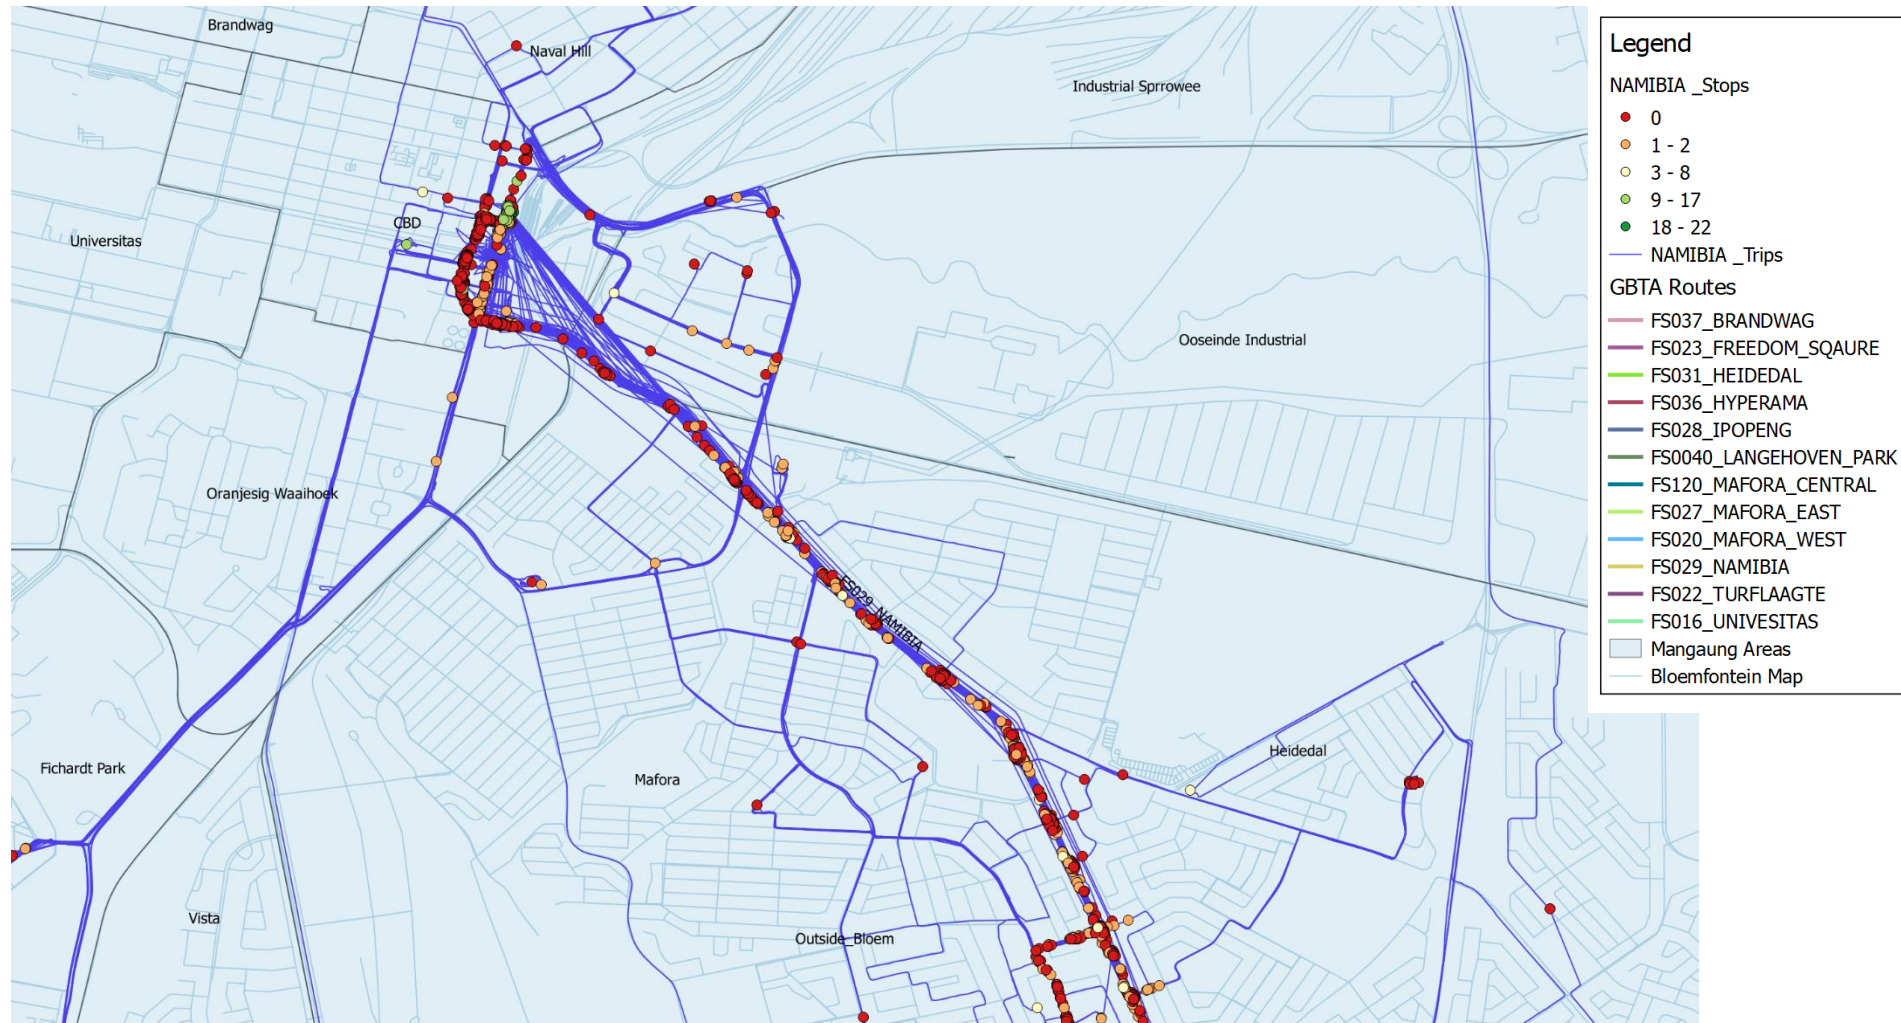 Brandwag
Naval Hill
Industrial Sprrowee
CBD
Universitas
Ooseinde Industrial
Oranjesig Waaihoek
FS029_NAMIBIA
Heidedal
Fichardt Park
Mafora
Vista
Outside_Bloem
Legend
NAMIBIA _Stops
0
1 - 2
3 - 8
9 - 17
18 - 22
NAMIBIA _Trips
GBTA Routes
FS037_BRANDWAG
FS023_FREEDOM_SQAURE
FS031_HEIDEDAL
FS036_HYPERAMA
FS028_IPOPENG
FS0040_LANGEHOVEN_PARK
FS120_MAFORA_CENTRAL
FS027_MAFORA_EAST
FS020_MAFORA_WEST
FS029_NAMIBIA
FS022_TURFLAAGTE
FS016_UNIVESITAS
Mangaung Areas
Bloemfontein Map